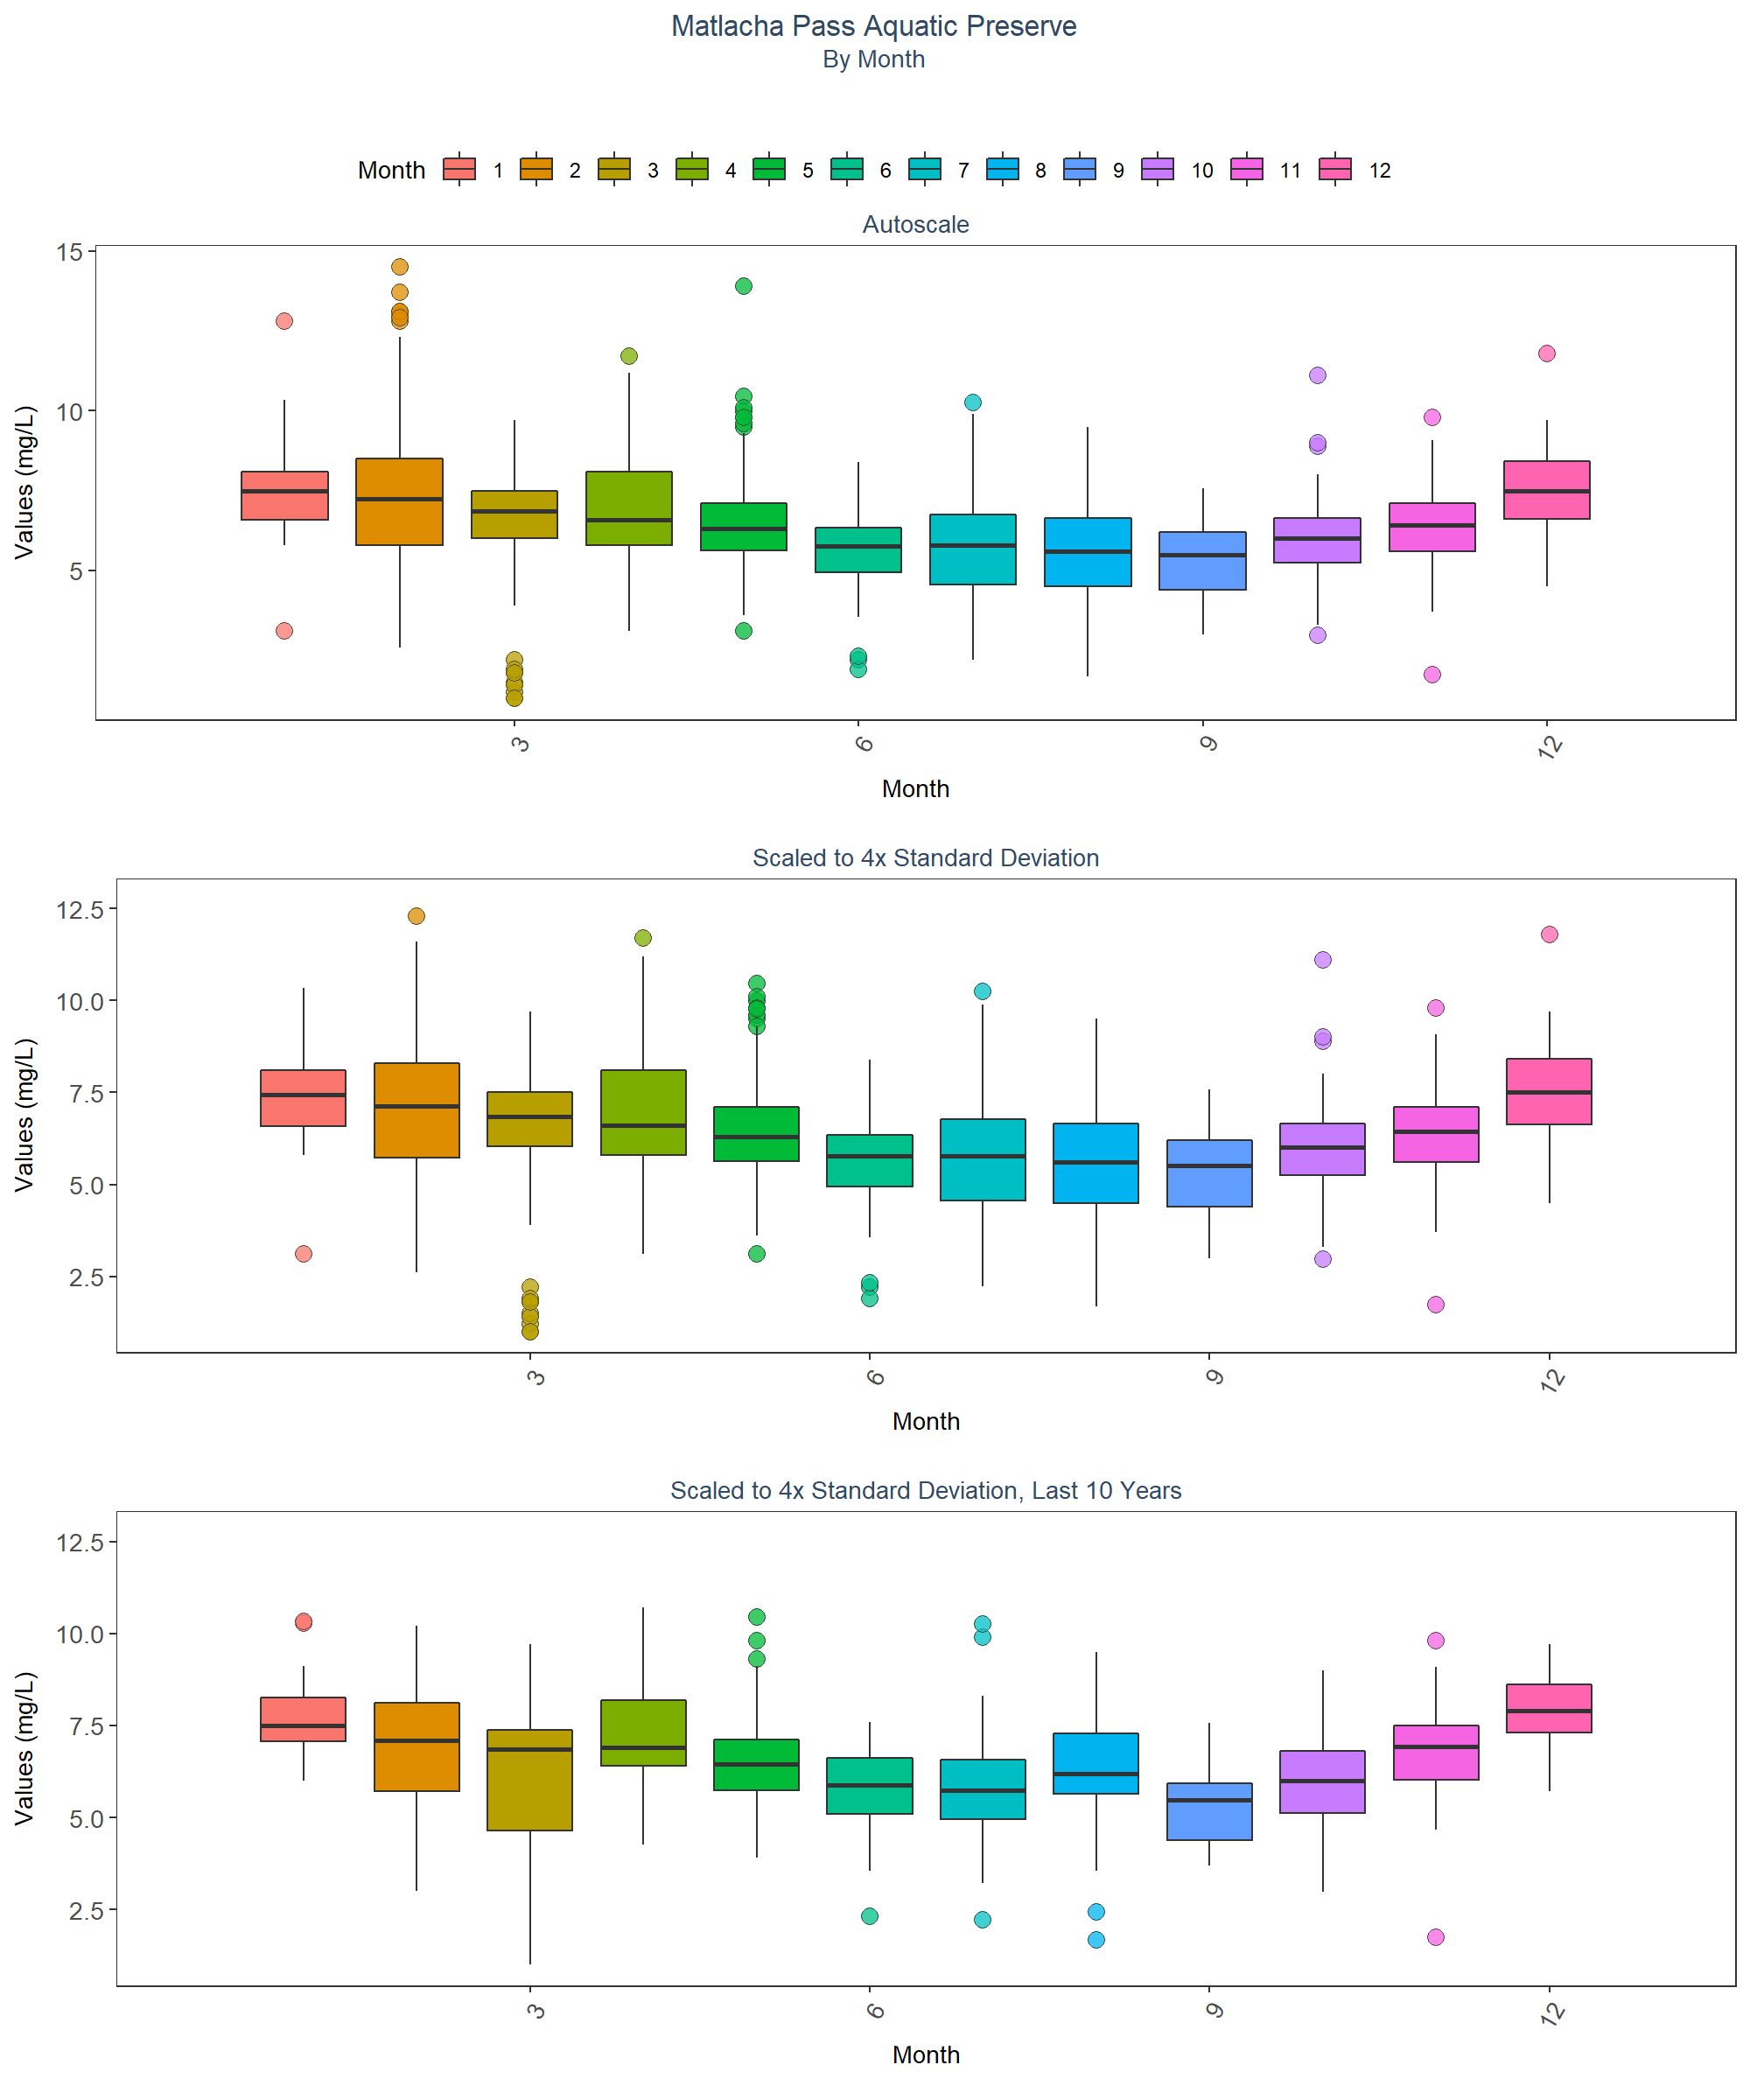 Matlacha Pass Aquatic Preserve
By Month
Month 1 2 3 4 5 6 7 8 9 10 11 12
Autoscale
Values (mg/L)
15
10
5
3 6 9 12
Month
Scaled to 4x Standard Deviation
Values (mg/L)
12.5
10.0
7.5
5.0
2.5
3 6 9 12
Month
Scaled to 4x Standard Deviation, Last 10 Years
Values (mg/L)
12.5
10.0
7.5
5.0
2.5
3 6 9 12
Month